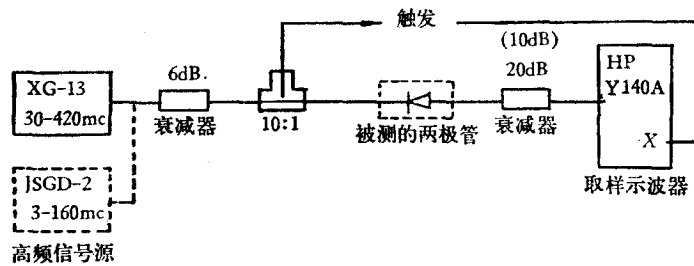 触发
(10dB)
6dB.
20dB
HP
Y140A
XG-13
30-420mc
衰减器
10:1
被测的两极管
衰减器
X
取样示波器
JSGD-2
3-160mc
高频信号源